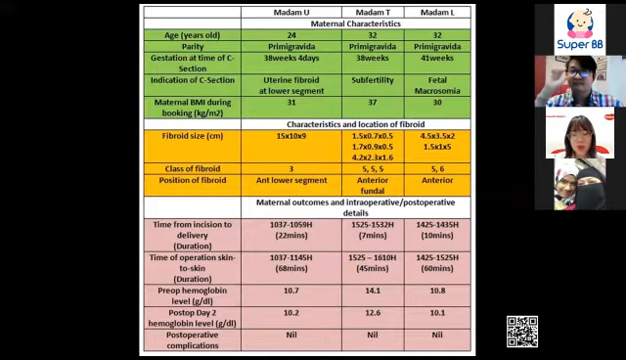 Madam U Madam T Madam L
Maternal Characteristics
Age (years old) 24 32 32
Parity Primigravida Primigravida Primigravida
Gestation at time of C-Section 38weeks 4days 38weeks 41weeks
Indication of C-Section Uterine fibroid at lower segment Subfertility Fetal Macrosomia
Maternal BMI during booking (kg/m2) 31 37 30
Characteristics and location of fibroid
Fibroid size (cm) 15x10x9 1.5x0.7x0.5 4.5x3.5x2
1.7x0.9x0.5 1.5x1x5
4.2x2.3x1.6
Class of fibroid 3 5, 5, 5 5, 6
Position of fibroid Ant lower segment Anterior fundal Anterior
Maternal outcomes and intraoperative/postoperative details
Time from incision to delivery (Duration) 1037-1059H (22mins) 1525-1532H (7mins) 1425-1435H (10mins)
Time of operation skin-to-skin (Duration) 1037-1145H (68mins) 1525 – 1610H (45mins) 1425-1525H (60mins)
Preop hemoglobin level (g/dl) 10.7 14.1 10.8
Postop Day 2 hemoglobin level (g/dl) 10.2 12.6 10.1
Postoperative complications Nil Nil Nil
Super BB